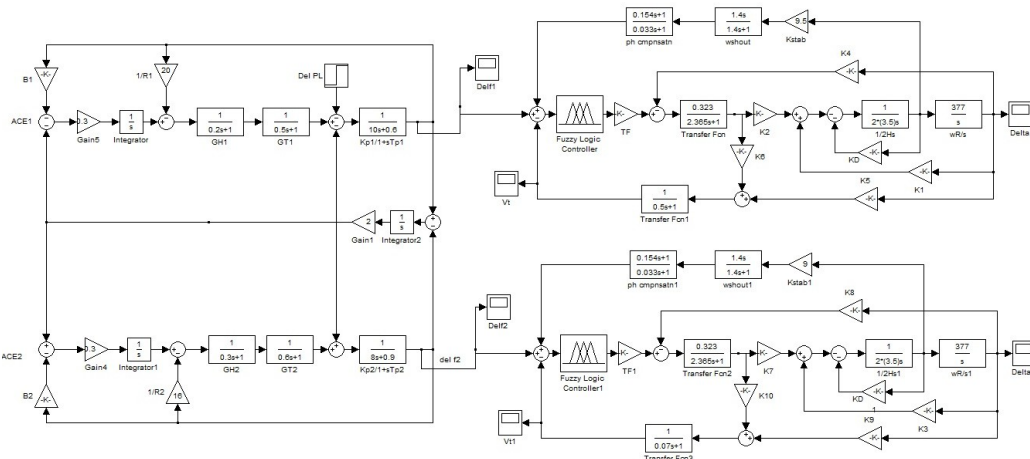 0.154s+1
0.033s+1
ph cmpnsatn
1.4s
1.4s+1
wshout
9.5
Kstab
K4
-K-
B1
-K-
1/R1
20
Del PL
Delf1
ACE1
0.3
Gain5
1
s
Integrator
1
0.2s+1
GH1
1
0.5s+1
GT1
1
10s+0.6
Kp1/1+sTp1
Fuzzy Logic
Controller
-K-
TF
0.323
2.365s+1
Transfer Fcn
-K-
K2
1
2*(3.5)s
1/2Hs
377
s
wR/s
Delta
-K-
KD
-K-
K6
-K-
K1
K5
-K-
Vt
1
0.5s+1
Transfer Fcn1
2
Gain1
1
s
Integrator2
0.154s+1
0.033s+1
ph cmpnsatn1
1.4s
1.4s+1
wshout1
9
Kstab1
K8
-K-
Delf2
ACE2
0.3
Gain4
1
s
Integrator1
1
0.3s+1
GH2
1
0.6s+1
GT2
1
8s+0.9
Kp2/1+sTp2
del f2
B2
-K-
1/R2
16
Fuzzy Logic
Controller1
-K-
TF1
0.323
2.365s+1
Transfer Fcn2
-K-
K7
1
2*(3.5)s
1/2Hs1
377
s
wR/s1
Delta
-K-
KD
1
-K-
K10
-K-
K3
K9
-K-
Vt1
1
0.07s+1
Transfer Fcn3